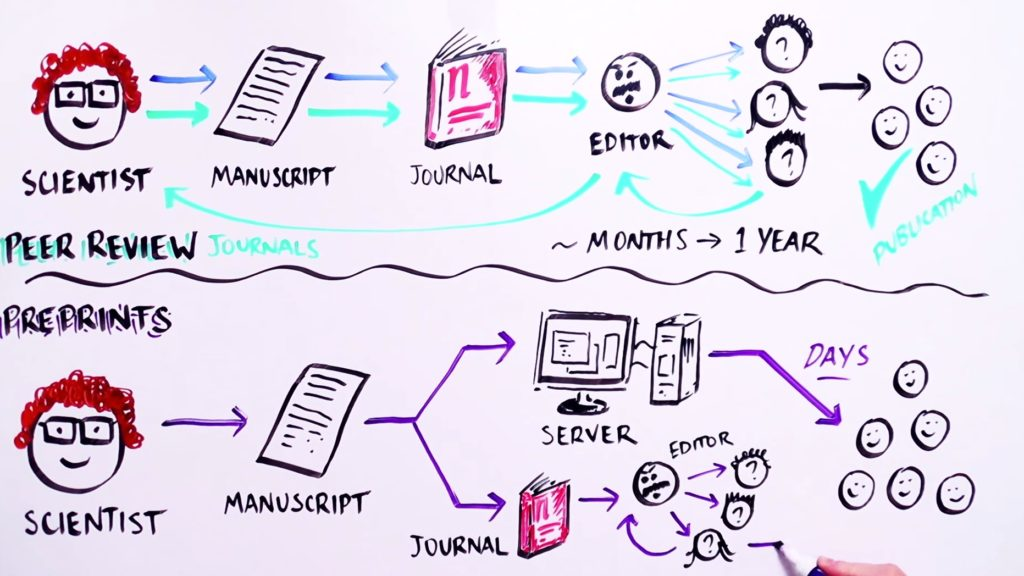 SCIENTIST
MANUSCRIPT
n
JOURNAL
EDITOR
?
?
?
PUBLICATION
PEER REVIEW JOURNALS
~ MONTHS → 1 YEAR
PREPRINTS
SCIENTIST
MANUSCRIPT
SERVER
DAYS
JOURNAL
n
EDITOR
?
?
?